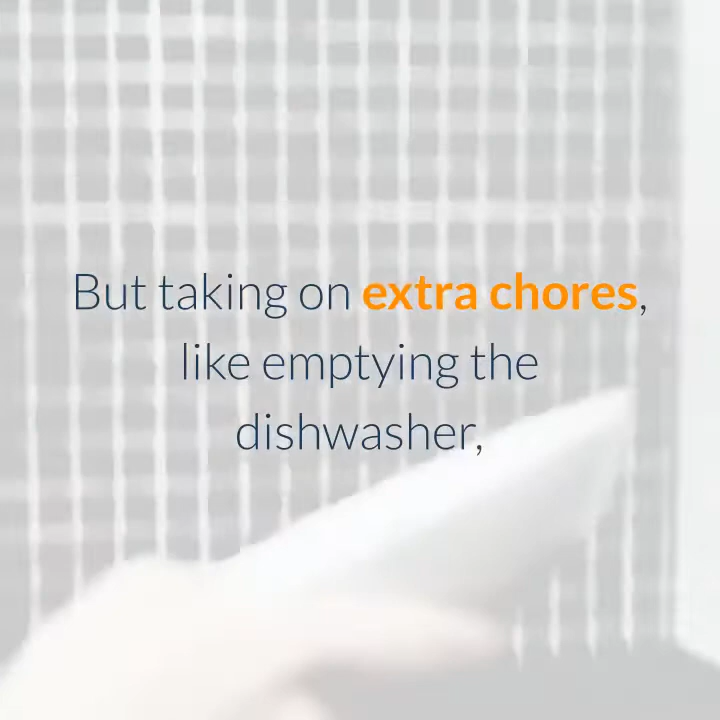 But taking on extra chores,
like emptying the
dishwasher,